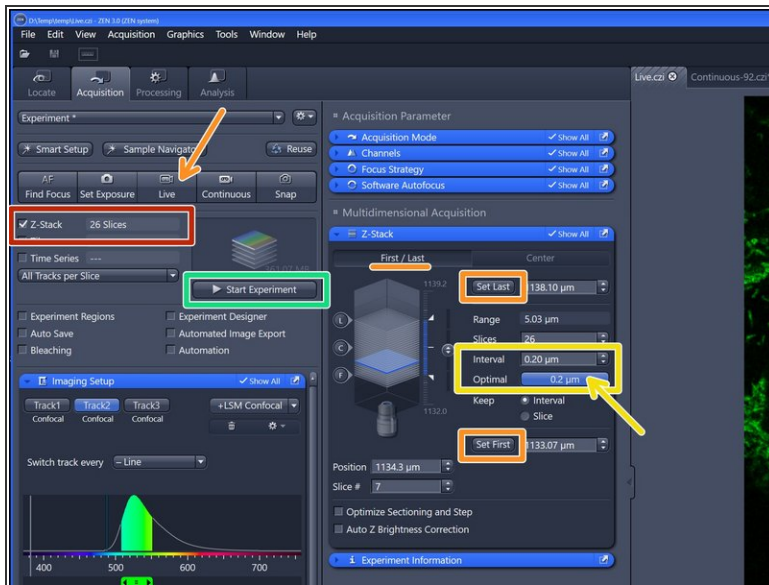 D:\Temp\temp\Live.czi - ZEN 3.0 (ZEN system)
File Edit View Acquisition Graphics Tools Window Help
Locate Acquisition Processing Analysis
Live.czi Continuous-92.czi*
Experiment *
Smart Setup Sample Navigator Reuse
AF
Find Focus Set Exposure Live Continuous Snap
Z-Stack 26 Slices
Time Series ---
All Tracks per Slice
Start Experiment
Experiment Regions Experiment Designer
Auto Save Automated Image Export
Bleaching Automation
Imaging Setup Show All
Track1 Track2 Track3 +LSM Confocal
Confocal Confocal Confocal
Switch track every – Line
400 500 600 700
Acquisition Parameter
Acquisition Mode Show All
Channels Show All
Focus Strategy Show All
Software Autofocus Show All
Multidimensional Acquisition
Z-Stack Show All
First / Last Center
1139.2 Set Last 1138.10 µm
L Range 5.03 µm
Slices 26
C Interval 0.20 µm
F Optimal 0.2 µm
Keep Interval
1132.0 Slice
Set First 1133.07 µm
Position 1134.3 µm
Slice # 7
Optimize Sectioning and Step
Auto Z Brightness Correction
Experiment Information